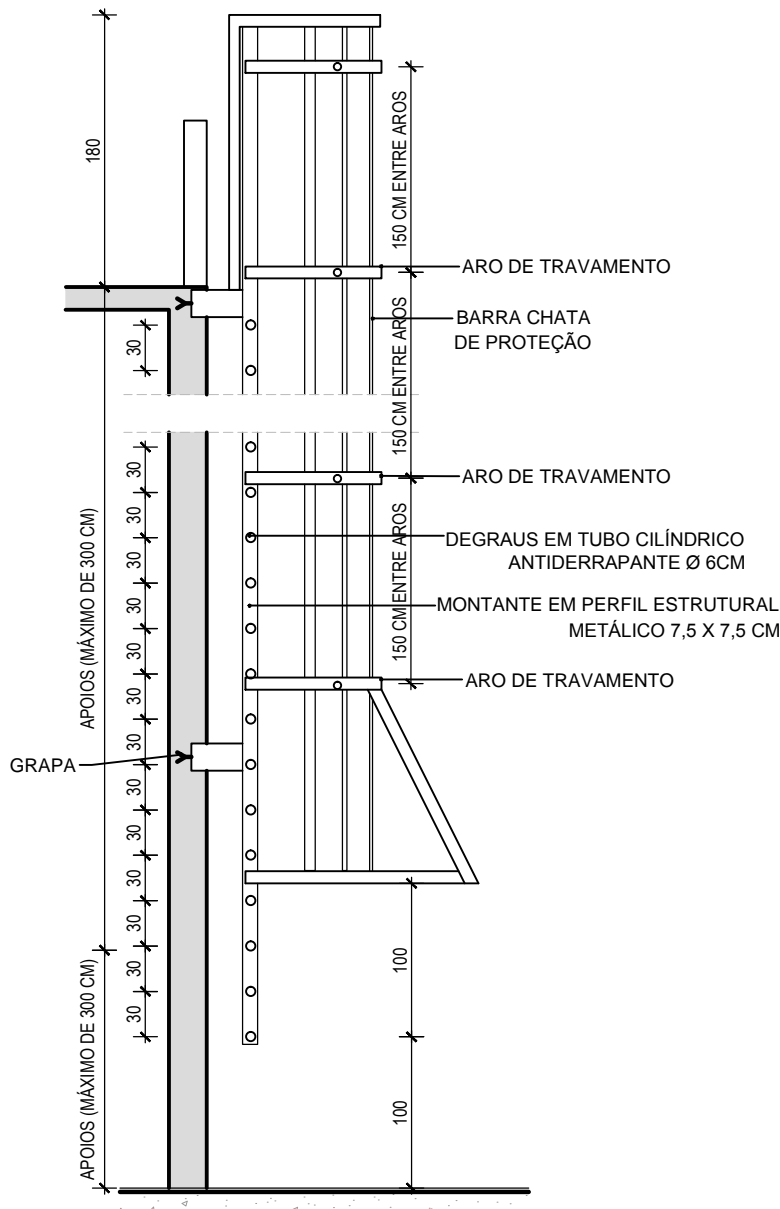 180
150 CM ENTRE AROS
ARO DE TRAVAMENTO
BARRA CHATA
DE PROTEÇÃO
30
150 CM ENTRE AROS
ARO DE TRAVAMENTO
30
30
DEGRAUS EM TUBO CILÍNDRICO
ANTIDERRAPANTE Ø 6CM
30
150 CM ENTRE AROS
MONTANTE EM PERFIL ESTRUTURAL
METÁLICO 7,5 X 7,5 CM
30
30
ARO DE TRAVAMENTO
APOIOS (MÁXIMO DE 300 CM)
30
30
GRAPA
30
30
30
30
100
30
30
APOIOS (MÁXIMO DE 300 CM)
100